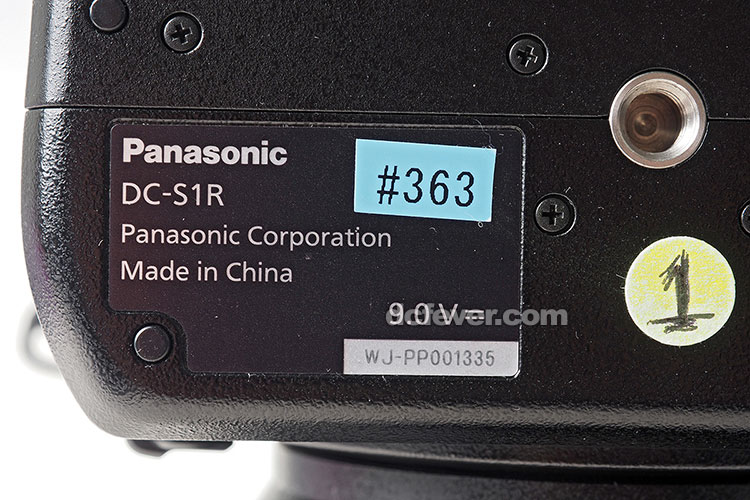 Panasonic
#363
DC-S1R
Panasonic Corporation
Made in China
1
9.0V⎓
dcfever.com
WJ-PP001335